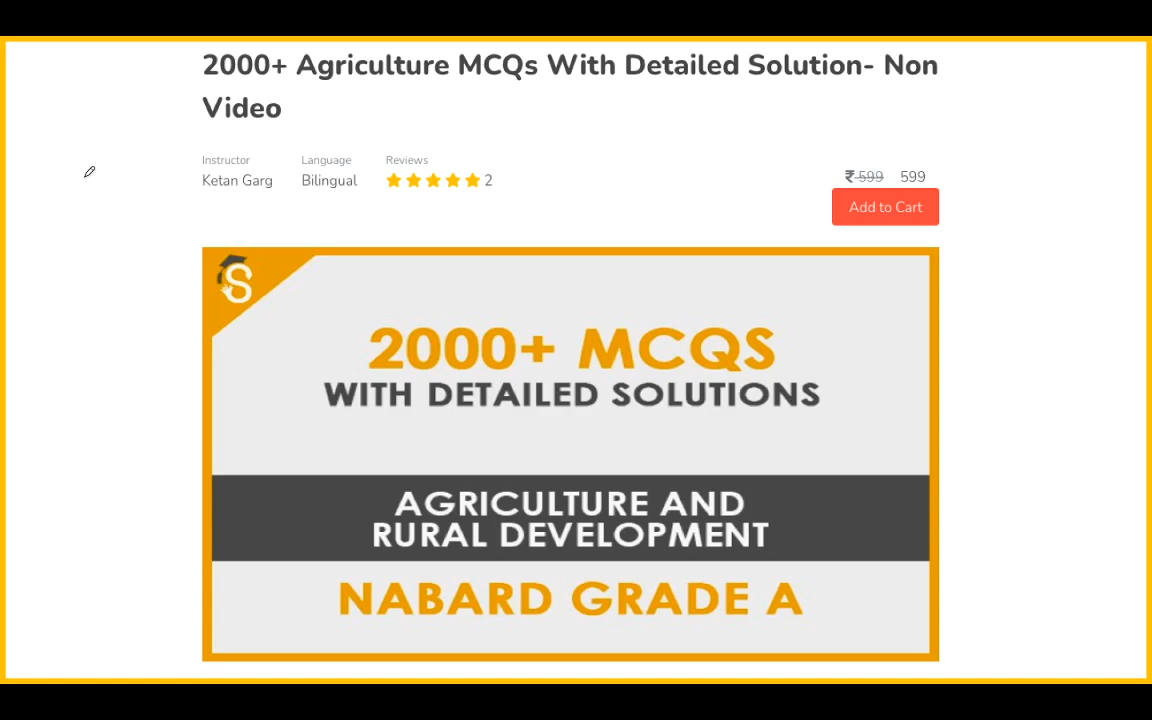 2000+ Agriculture MCQs With Detailed Solution- Non
Video
Instructor
Language
Reviews
Ketan Garg
Bilingual
2
₹ 599 599
Add to Cart
S
2000+ MCQS
WITH DETAILED SOLUTIONS
AGRICULTURE AND
RURAL DEVELOPMENT
NABARD GRADE A